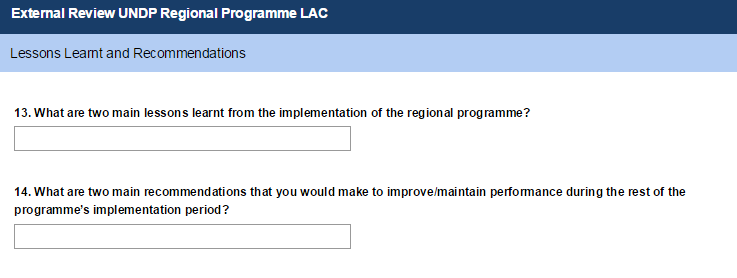 External Review UNDP Regional Programme LAC
Lessons Learnt and Recommendations
13. What are two main lessons learnt from the implementation of the regional programme?
14. What are two main recommendations that you would make to improve/maintain performance during the rest of the
programme's implementation period?